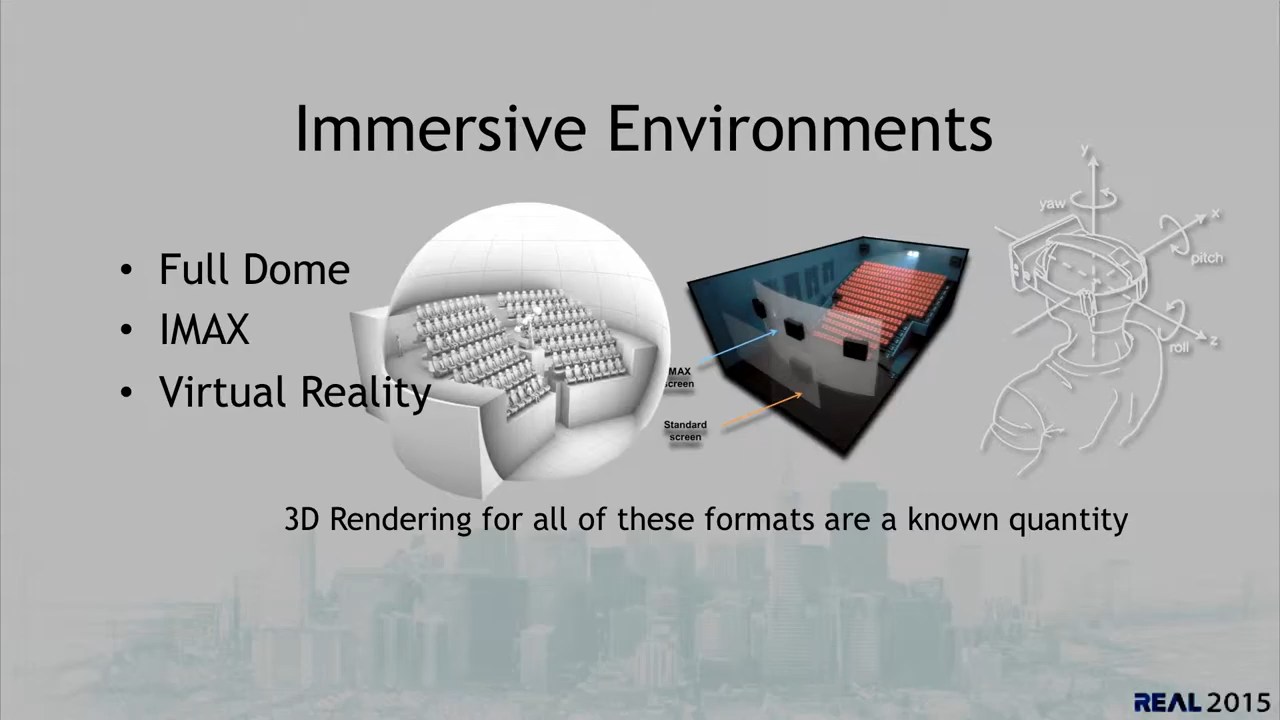 Immersive Environments
• Full Dome
• IMAX
• Virtual Reality
MAX
screen
Standard
screen
y
yaw
x
pitch
roll
z
3D Rendering for all of these formats are a known quantity
REAL 2015